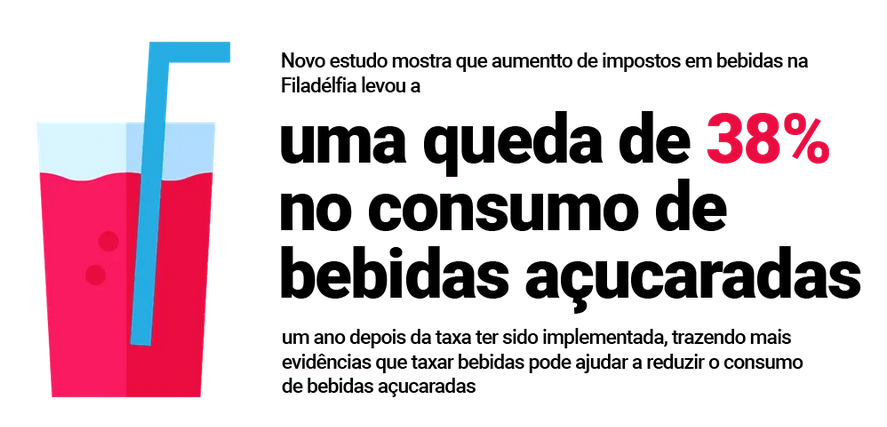 Novo estudo mostra que aumentto de impostos em bebidas na
Filadélfia levou a
uma queda de 38%
no consumo de
bebidas açucaradas
um ano depois da taxa ter sido implementada, trazendo mais
evidências que taxar bebidas pode ajudar a reduzir o consumo
de bebidas açucaradas